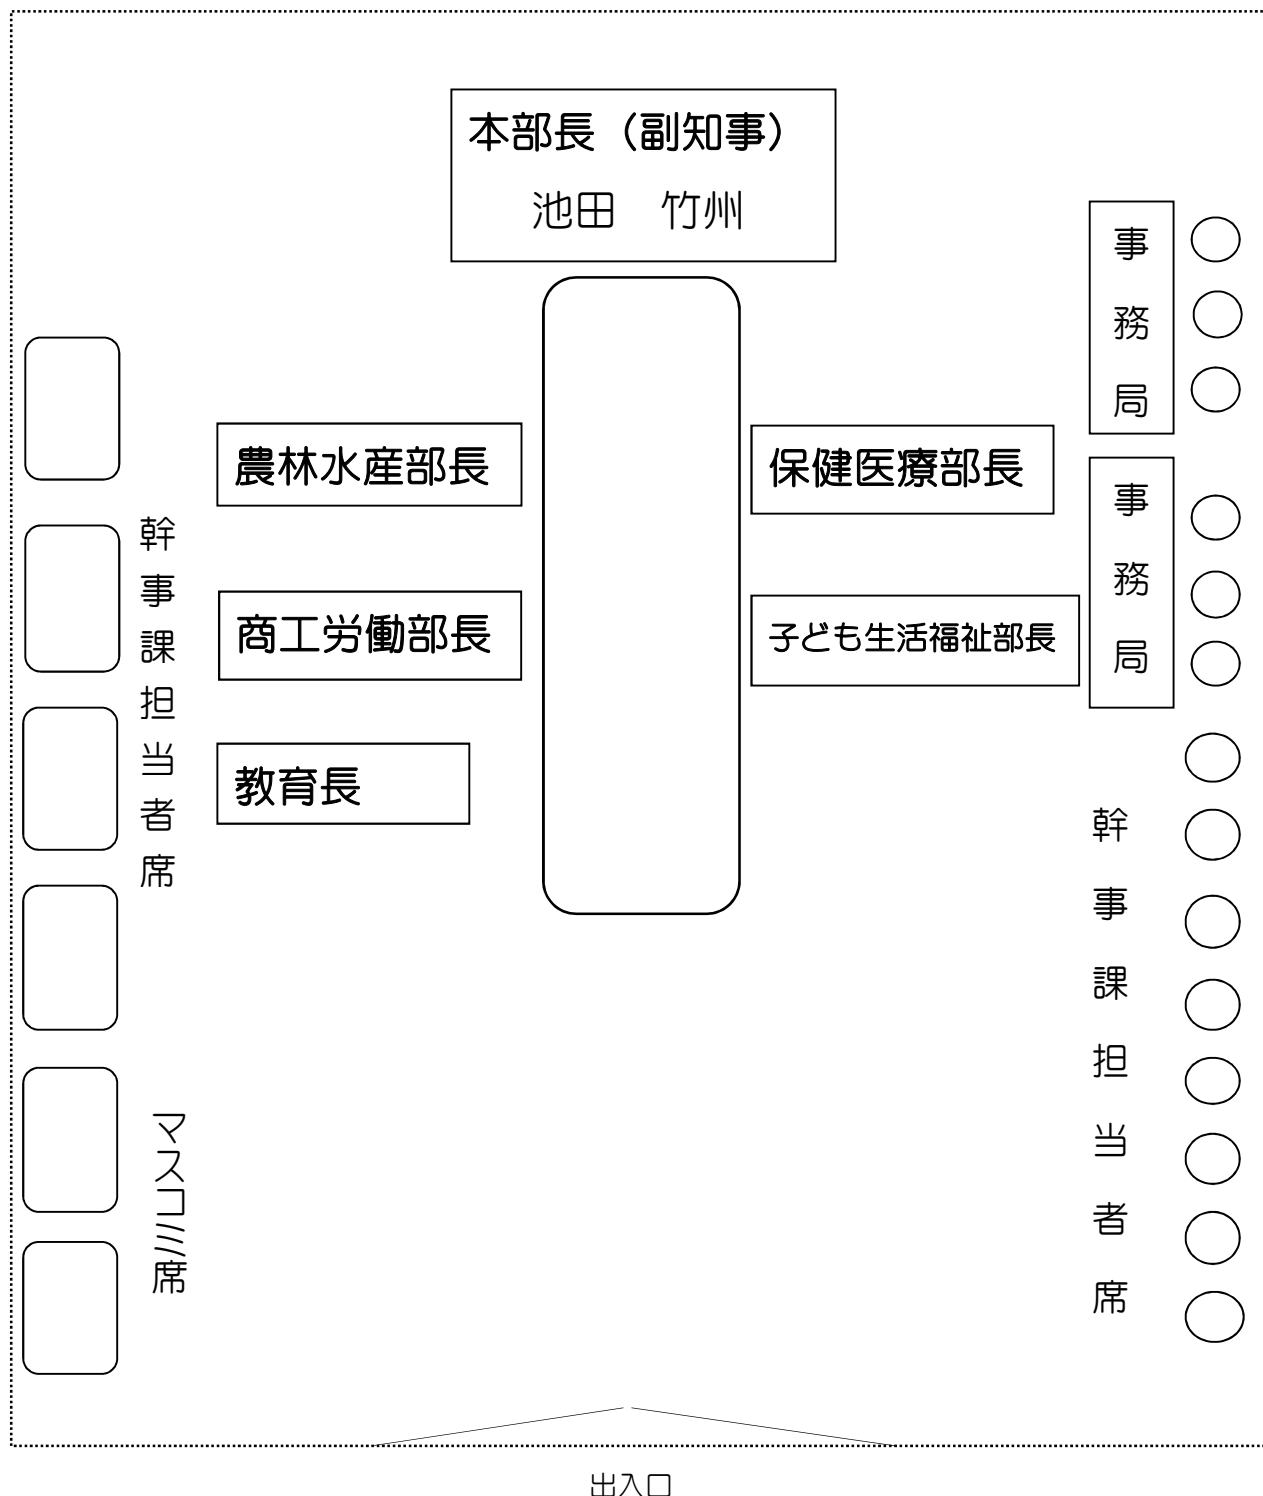 本部長（副知事）
池田　竹州
事務局
農林水産部長
保健医療部長
事務局
幹事課担当者席
商工労働部長
子ども生活福祉部長
教育長
幹事課担当者席
マスコミ席
出入口